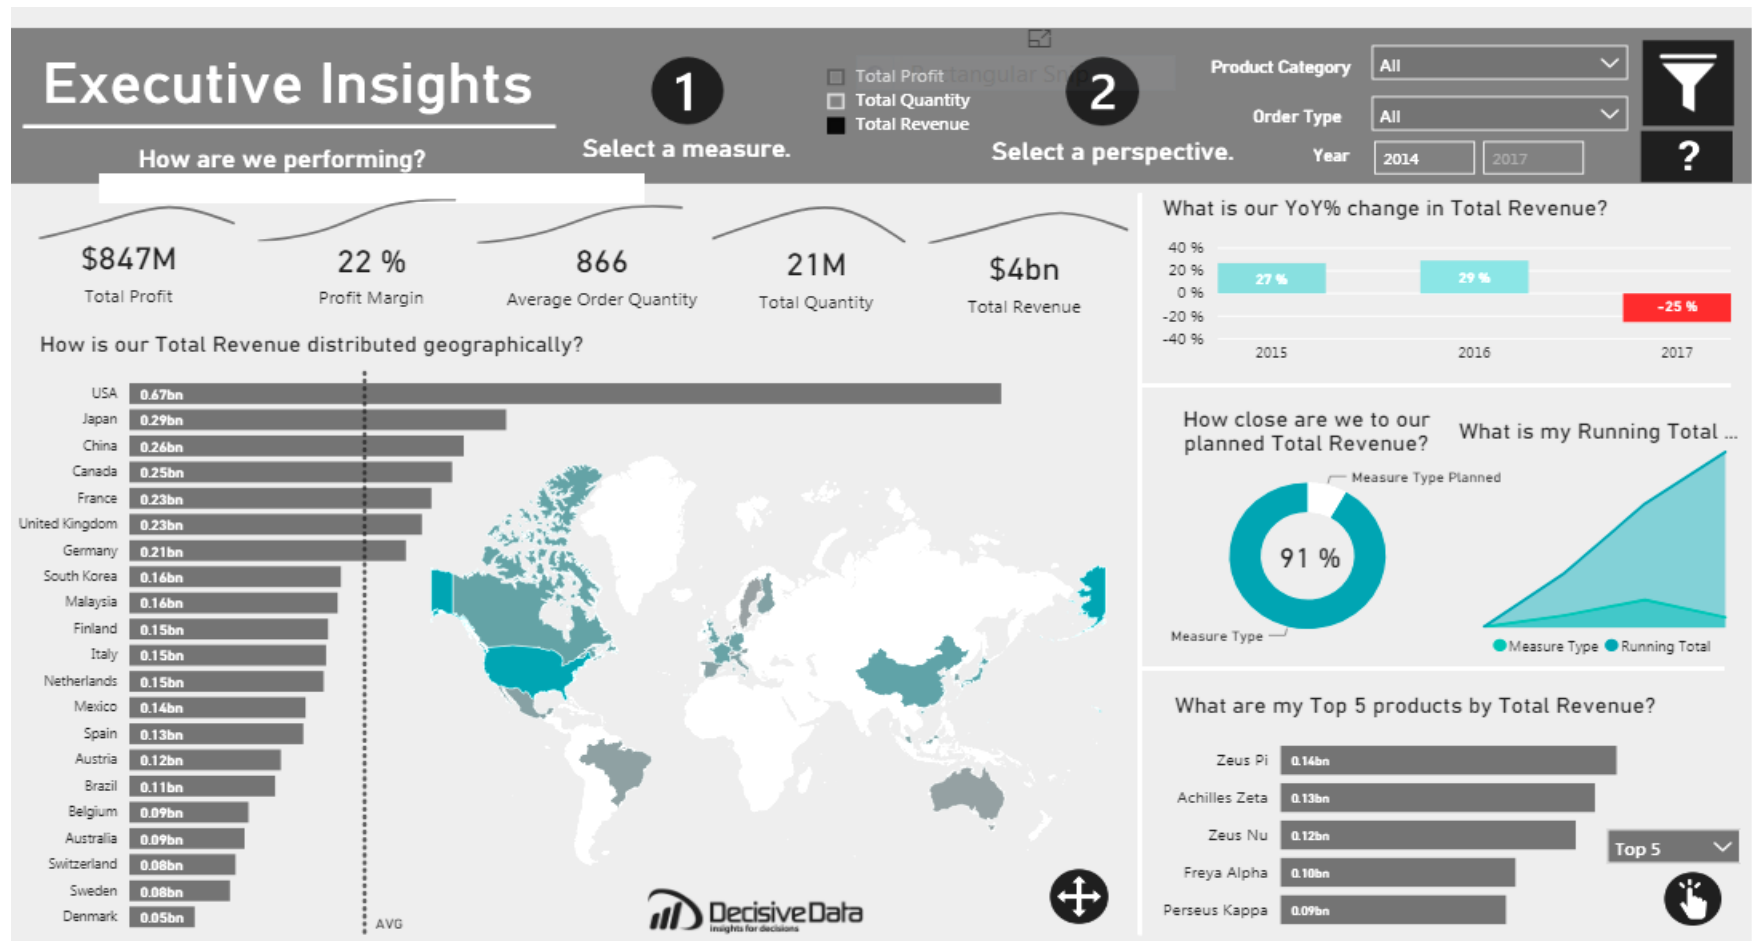 Executive Insights
How are we performing?
1
Select a measure.
Total Profit
Total Quantity
Total Revenue
tangular Snip
2
Select a perspective.
Product Category
All
Order Type
All
Year
2014
2017
?
$847M
Total Profit
22 %
Profit Margin
866
Average Order Quantity
21M
Total Quantity
$4bn
Total Revenue
How is our Total Revenue distributed geographically?
USA 0.67bn
Japan 0.29bn
China 0.26bn
Canada 0.25bn
France 0.23bn
United Kingdom 0.23bn
Germany 0.21bn
South Korea 0.16bn
Malaysia 0.16bn
Finland 0.15bn
Italy 0.15bn
Netherlands 0.15bn
Mexico 0.14bn
Spain 0.13bn
Austria 0.12bn
Brazil 0.11bn
Belgium 0.09bn
Australia 0.09bn
Switzerland 0.08bn
Sweden 0.08bn
Denmark 0.05bn
AVG
DecisiveData
insights for decisions
What is our YoY% change in Total Revenue?
40 %
20 %
0 %
-20 %
-40 %
27 %
29 %
-25 %
2015
2016
2017
How close are we to our
planned Total Revenue?
Measure Type Planned
91 %
Measure Type
What is my Running Total ...
Measure Type
Running Total
What are my Top 5 products by Total Revenue?
Zeus Pi 0.14bn
Achilles Zeta 0.13bn
Zeus Nu 0.12bn
Freya Alpha 0.10bn
Perseus Kappa 0.09bn
Top 5